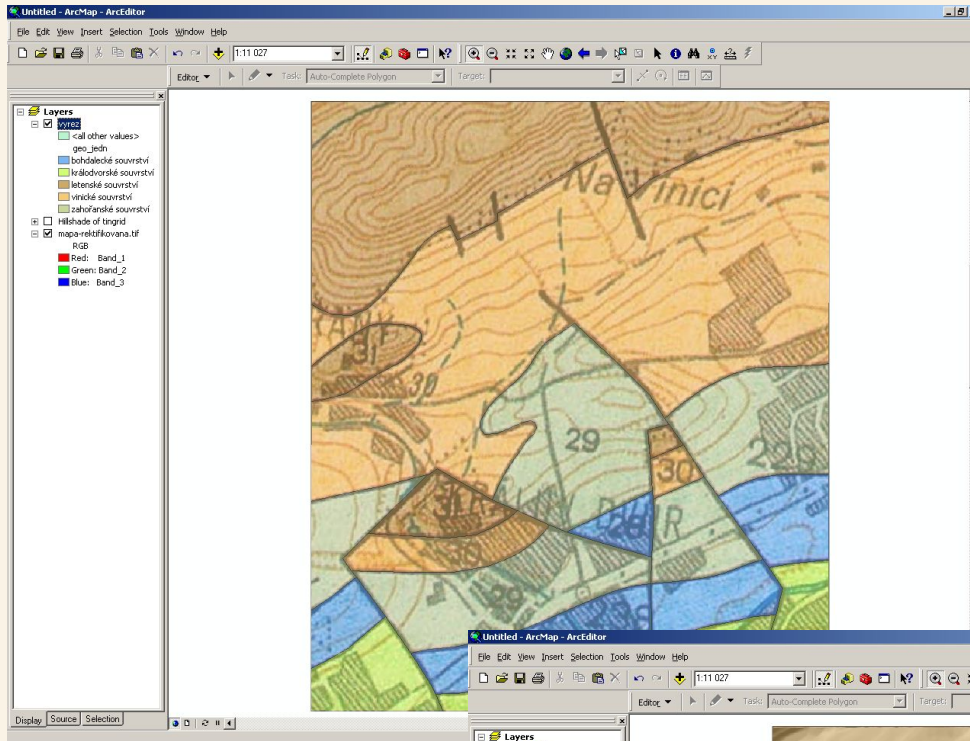 Untitled - ArcMap - ArcEditor
File Edit View Insert Selection Tools Window Help
1:11 027
Editor Task: Auto-Complete Polygon Target:
Layers
vyrez
<all other values>
geo_jedn
bohdalecké souvrství
králodvorské souvrství
letenské souvrství
vinické souvrství
zahořanské souvrství
Hillshade of tingrid
mapa-rektifikovana.tif
RGB
Red: Band_1
Green: Band_2
Blue: Band_3
Na Vinici
31
30
29
30
229
31
28
30
29
Display Source Selection
Untitled - ArcMap - ArcEditor
File Edit View Insert Selection Tools Window Help
1:11 027
Editor Task: Auto-Complete Polygon Target:
Layers